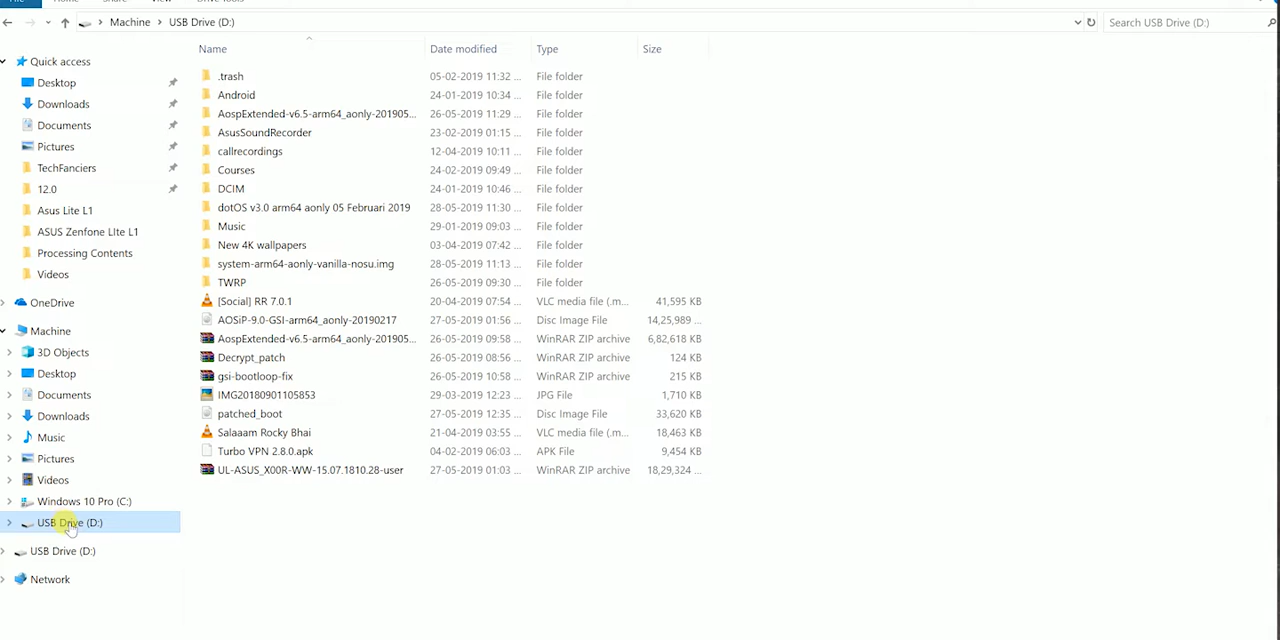 File Home Share View Drive Tools
Machine USB Drive (D:) Search USB Drive (D:)
Name Date modified Type Size
Quick access
Desktop
Downloads
Documents
Pictures
TechFanciers
12.0
Asus Lite L1
ASUS Zenfone LIte L1
Processing Contents
Videos
OneDrive
Machine
3D Objects
Desktop
Documents
Downloads
Music
Pictures
Videos
Windows 10 Pro (C:)
USB Drive (D:)
USB Drive (D:)
Network
.trash 05-02-2019 11:32 ... File folder
Android 24-01-2019 10:34 ... File folder
AospExtended-v6.5-arm64_aonly-201905... 26-05-2019 11:29 ... File folder
AsusSoundRecorder 23-02-2019 01:15 ... File folder
callrecordings 12-04-2019 10:11 ... File folder
Courses 24-02-2019 09:49 ... File folder
DCIM 24-01-2019 10:46 ... File folder
dotOS v3.0 arm64 aonly 05 Februari 2019 28-05-2019 11:30 ... File folder
Music 29-01-2019 09:03 ... File folder
New 4K wallpapers 03-04-2019 07:42 ... File folder
system-arm64-aonly-vanilla-nosu.img 28-05-2019 11:13 ... File folder
TWRP 26-05-2019 09:30 ... File folder
[Social] RR 7.0.1 20-04-2019 07:54 ... VLC media file (.m... 41,595 KB
AOSiP-9.0-GSI-arm64_aonly-20190217 27-05-2019 01:56 ... Disc Image File 14,25,989 ...
AospExtended-v6.5-arm64_aonly-201905... 26-05-2019 09:58 ... WinRAR ZIP archive 6,82,618 KB
Decrypt_patch 26-05-2019 08:56 ... WinRAR ZIP archive 124 KB
gsi-bootloop-fix 26-05-2019 10:58 ... WinRAR ZIP archive 215 KB
IMG20180901105853 29-03-2019 12:23 ... JPG File 1,710 KB
patched_boot 27-05-2019 12:35 ... Disc Image File 33,620 KB
Salaaam Rocky Bhai 21-04-2019 03:55 ... VLC media file (.m... 18,463 KB
Turbo VPN 2.8.0.apk 04-02-2019 06:03 ... APK File 9,454 KB
UL-ASUS_X00R-WW-15.07.1810.28-user 27-05-2019 01:03 ... WinRAR ZIP archive 18,29,324 ...